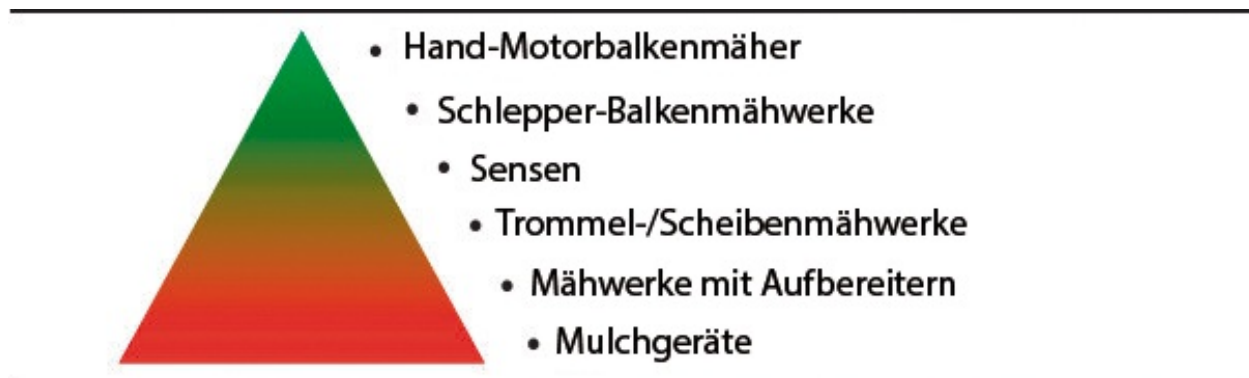 • Hand-Motorbalkenmäher
• Schlepper-Balkenmähwerke
• Sensen
• Trommel-/Scheibenmähwerke
• Mähwerke mit Aufbereitern
• Mulchgeräte